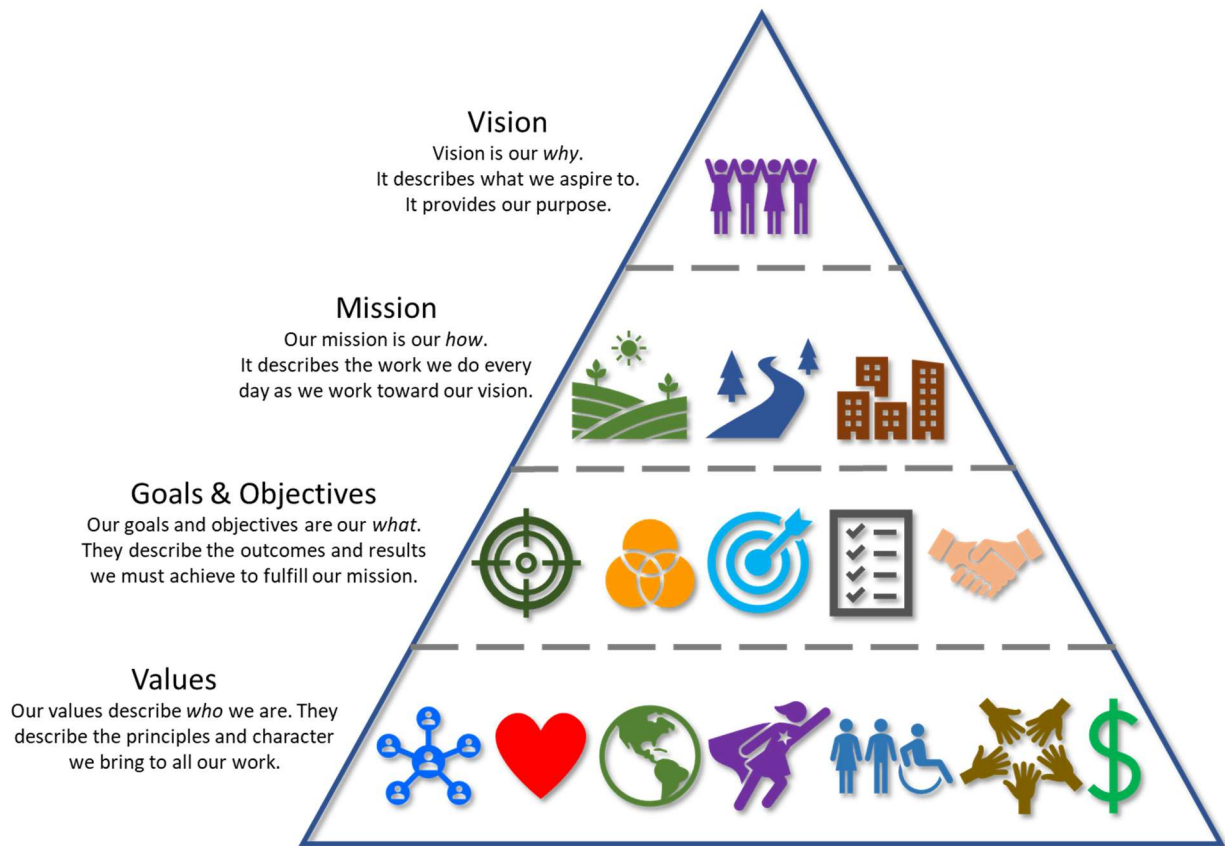 Vision
Vision is our why.
It describes what we aspire to.
It provides our purpose.
Mission
Our mission is our how.
It describes the work we do every
day as we work toward our vision.
Goals & Objectives
Our goals and objectives are our what.
They describe the outcomes and results
we must achieve to fulfill our mission.
Values
Our values describe who we are. They
describe the principles and character
we bring to all our work.
$